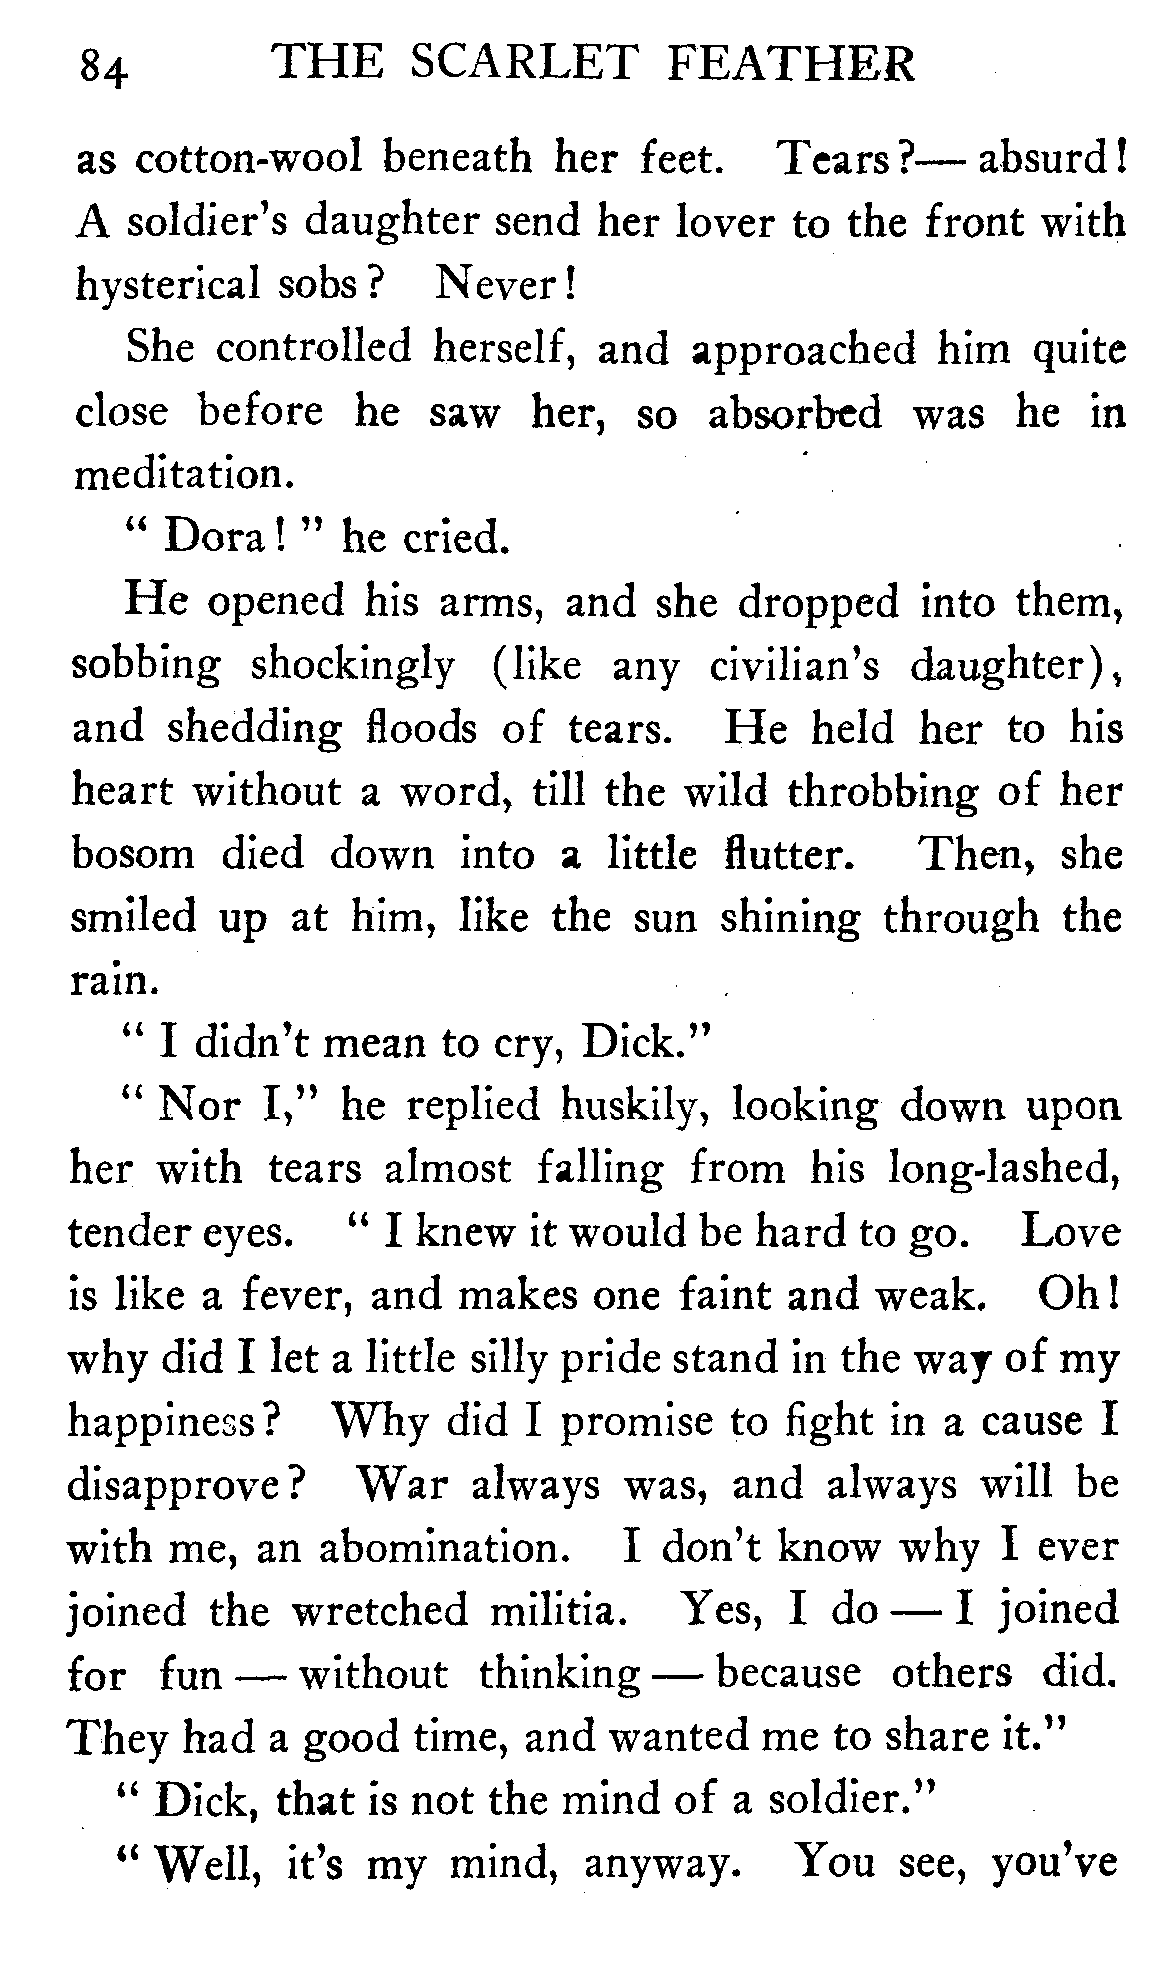 84 THE SCARLET FEATHER
as cotton-wool beneath her feet. Tears?— absurd!
A soldier's daughter send her lover to the front with
hysterical sobs? Never!
She controlled herself, and approached him quite
close before he saw her, so absorbed was he in
meditation.
" Dora! " he cried.
He opened his arms, and she dropped into them,
sobbing shockingly (like any civilian's daughter),
and shedding floods of tears. He held her to his
heart without a word, till the wild throbbing of her
bosom died down into a little flutter. Then, she
smiled up at him, like the sun shining through the
rain.
" I didn't mean to cry, Dick."
" Nor I," he replied huskily, looking down upon
her with tears almost falling from his long-lashed,
tender eyes. " I knew it would be hard to go. Love
is like a fever, and makes one faint and weak. Oh!
why did I let a little silly pride stand in the way of my
happiness? Why did I promise to fight in a cause I
disapprove? War always was, and always will be
with me, an abomination. I don't know why I ever
joined the wretched militia. Yes, I do — I joined
for fun — without thinking — because others did.
They had a good time, and wanted me to share it."
" Dick, that is not the mind of a soldier."
" Well, it's my mind, anyway. You see, you've